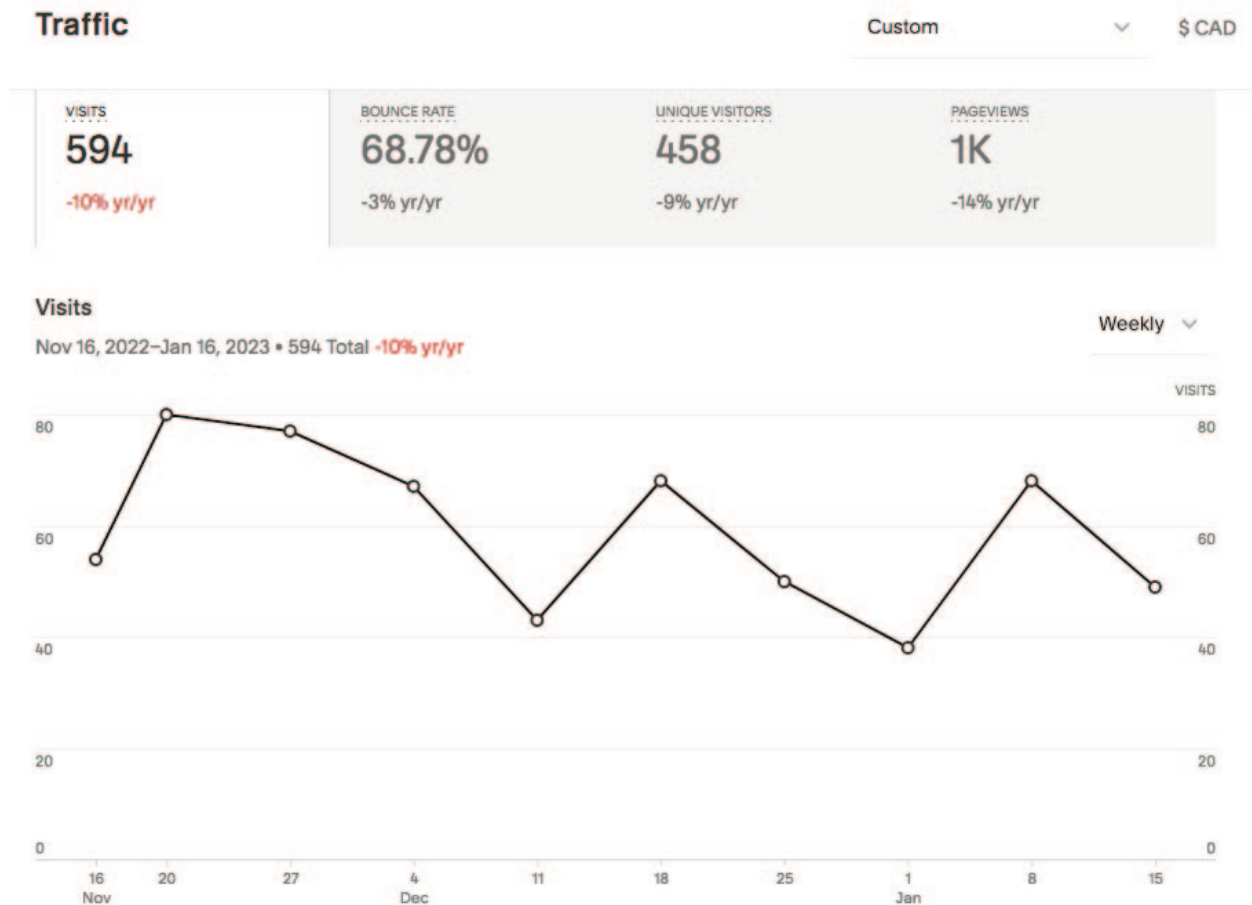 Traffic
Custom
$ CAD
VISITS
594
-10% yr/yr
BOUNCE RATE
68.78%
-3% yr/yr
UNIQUE VISITORS
458
-9% yr/yr
PAGEVIEWS
1K
-14% yr/yr
Visits
Weekly
Nov 16, 2022–Jan 16, 2023 • 594 Total -10% yr/yr
VISITS
80 80
60 60
40 40
20 20
0 0
16 20 27 4 11 18 25 1 8 15
Nov Dec Jan